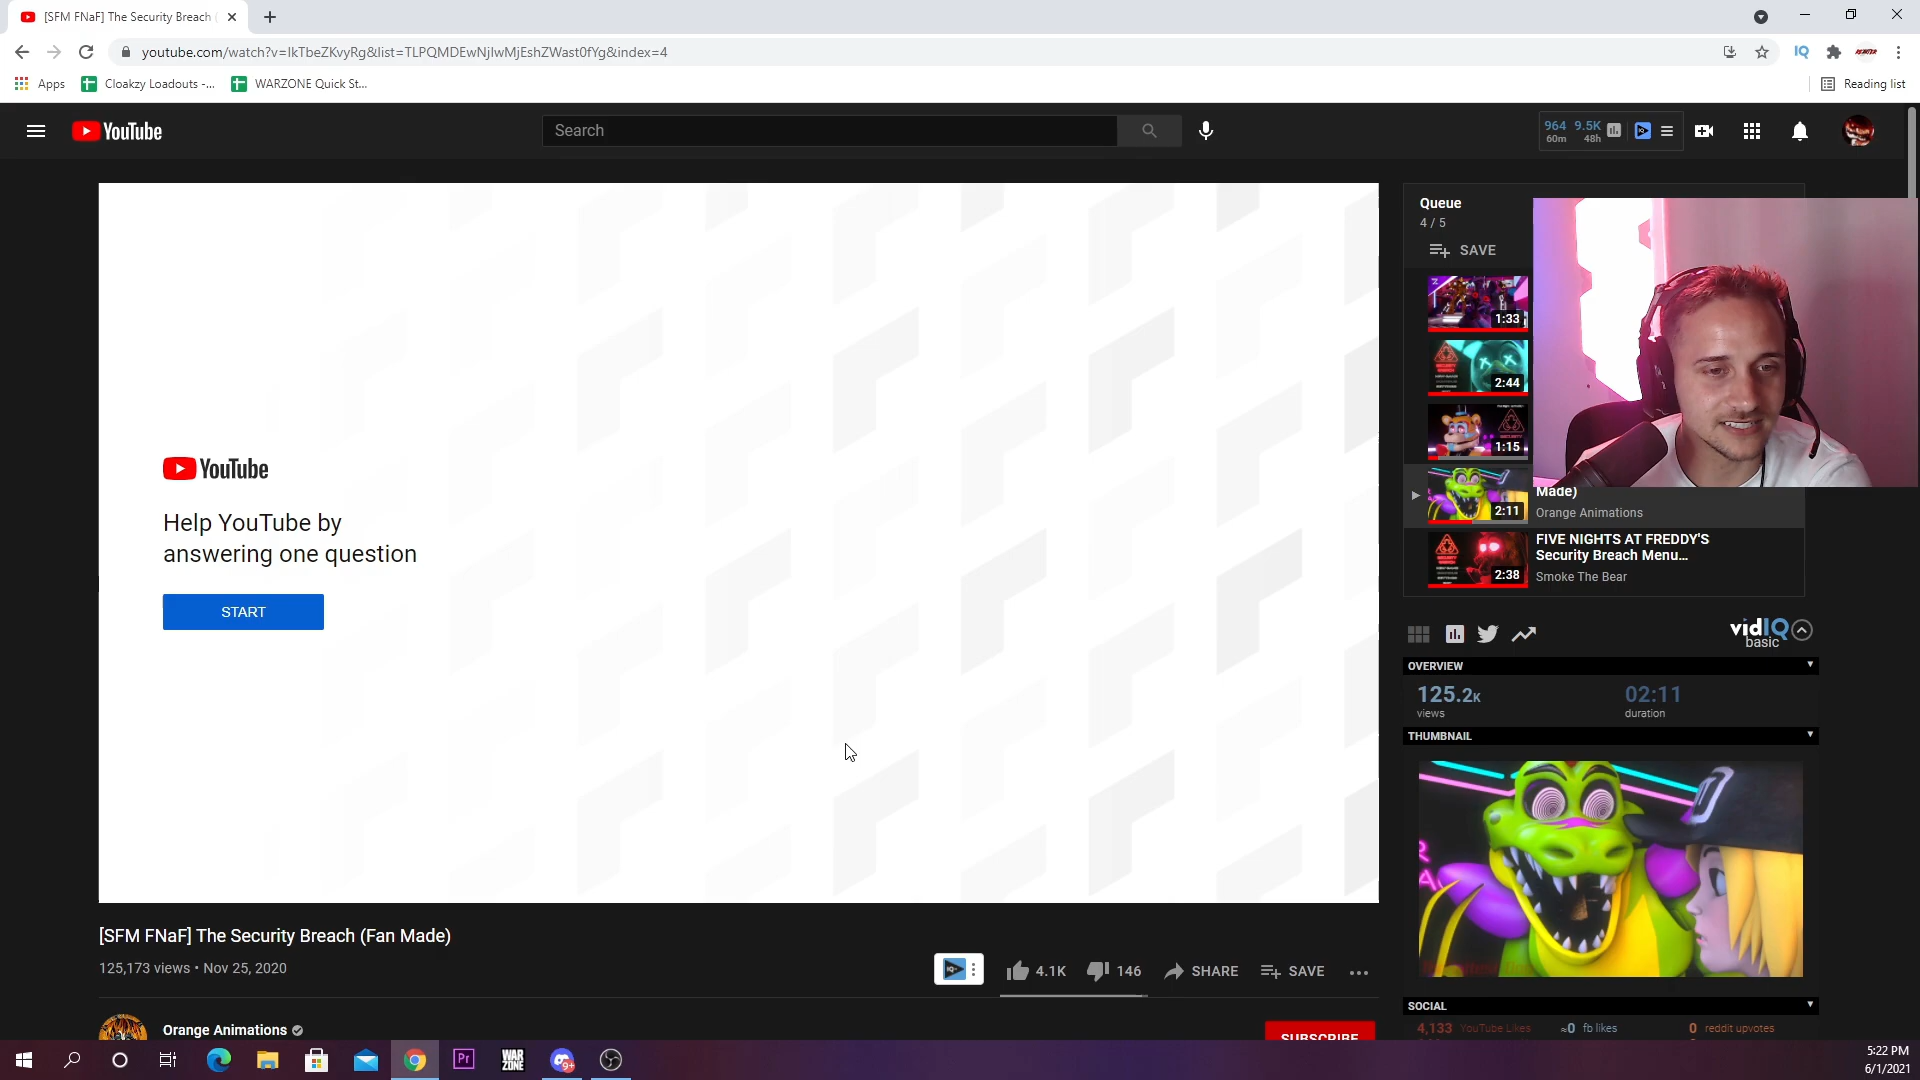 [SFM FNaF] The Security Breach (
youtube.com/watch?v=IkTbeZKvyRg&list=TLPQMDEwNjIwMjEshZWast0fYg&index=4
Apps
Cloakzy Loadouts -...
WARZONE Quick St...
Reading list
YouTube
Search
964 9.5K
60m 48h
Queue
4 / 5
SAVE
1:33
2:44
1:15
2:11
Made)
Orange Animations
2:38
FIVE NIGHTS AT FREDDY'S
Security Breach Menu...
Smoke The Bear
YouTube
Help YouTube by
answering one question
START
vidIQ
basic
OVERVIEW
125.2K
views
02:11
duration
THUMBNAIL
SOCIAL
4,133 YouTube Likes
≈0 fb likes
0 reddit upvotes
[SFM FNaF] The Security Breach (Fan Made)
125,173 views • Nov 25, 2020
4.1K
146
SHARE
SAVE
Orange Animations
SUBSCRIBE
Pr
WAR
ZONE
9+
5:22 PM
6/1/2021